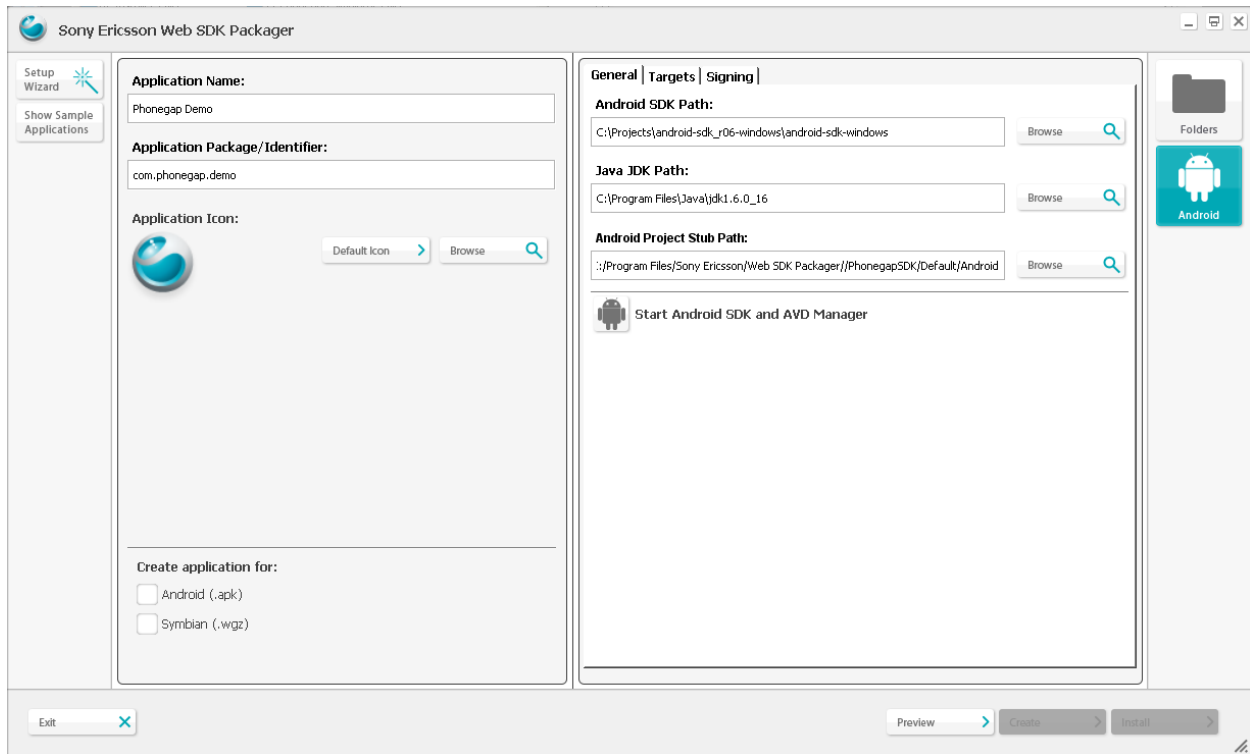 Sony Ericsson Web SDK Packager
Setup
Wizard
Show Sample
Applications
Application Name:
Phonegap Demo
Application Package/Identifier:
com.phonegap.demo
Application Icon:
Default Icon
Browse
Create application for:
Android (.apk)
Symbian (.wgz)
General Targets Signing
Android SDK Path:
C:\Projects\android-sdk_r06-windows\android-sdk-windows
Browse
Java JDK Path:
C:\Program Files\Java\jdk1.6.0_16
Browse
Android Project Stub Path:
:/Program Files/Sony Ericsson/Web SDK Packager//PhonegapSDK/Default/Android
Browse
Start Android SDK and AVD Manager
Folders
Android
Exit
Preview
Create
Install